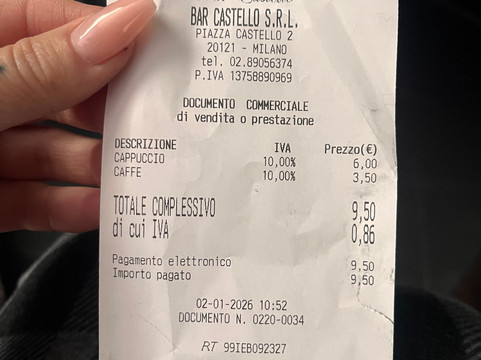 BAR CASTELLO S.R.L.
PIAZZA CASTELLO 2
20121 - MILANO
tel. 02.89056374
P.IVA 13758890969
DOCUMENTO COMMERCIALE
di vendita o prestazione
DESCRIZIONE IVA Prezzo(€)
CAPPUCCIO 10,00% 6,00
CAFFE 10,00% 3,50
TOTALE COMPLESSIVO 9,50
di cui IVA 0,86
Pagamento elettronico 9,50
Importo pagato 9,50
02-01-2026 10:52
DOCUMENTO N. 0220-0034
RT 99IEB092327